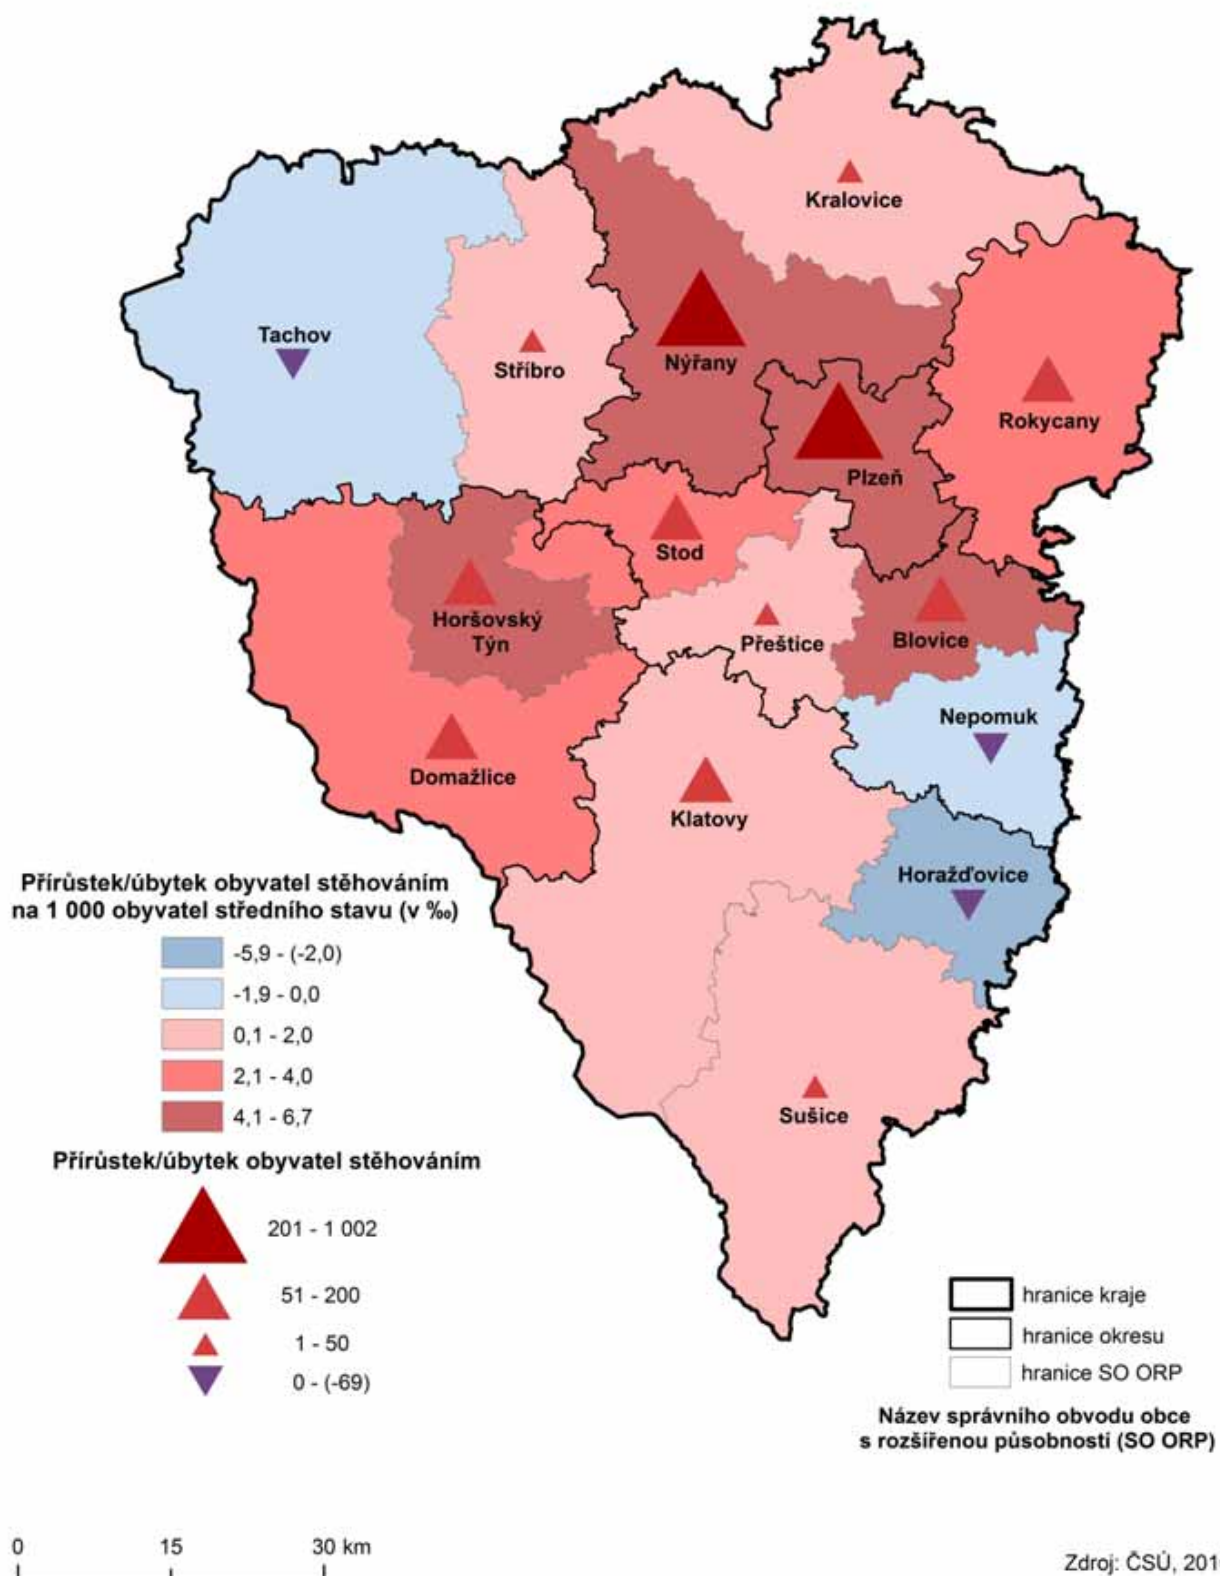 Kralovice
Tachov
Stříbro
Nýřany
Rokycany
Plzeň
Stod
Horšovský
Týn
Přeštice
Blovice
Nepomuk
Domažlice
Klatovy
Horažďovice
Sušice
Přírůstek/úbytek obyvatel stěhováním
na 1 000 obyvatel středního stavu (v ‰)
-5,9 - (-2,0)
-1,9 - 0,0
0,1 - 2,0
2,1 - 4,0
4,1 - 6,7
Přírůstek/úbytek obyvatel stěhováním
201 - 1 002
51 - 200
1 - 50
0 - (-69)
hranice kraje
hranice okresu
hranice SO ORP
Název správního obvodu obce
s rozšířenou působností (SO ORP)
0 15 30 km
Zdroj: ČSÚ, 201